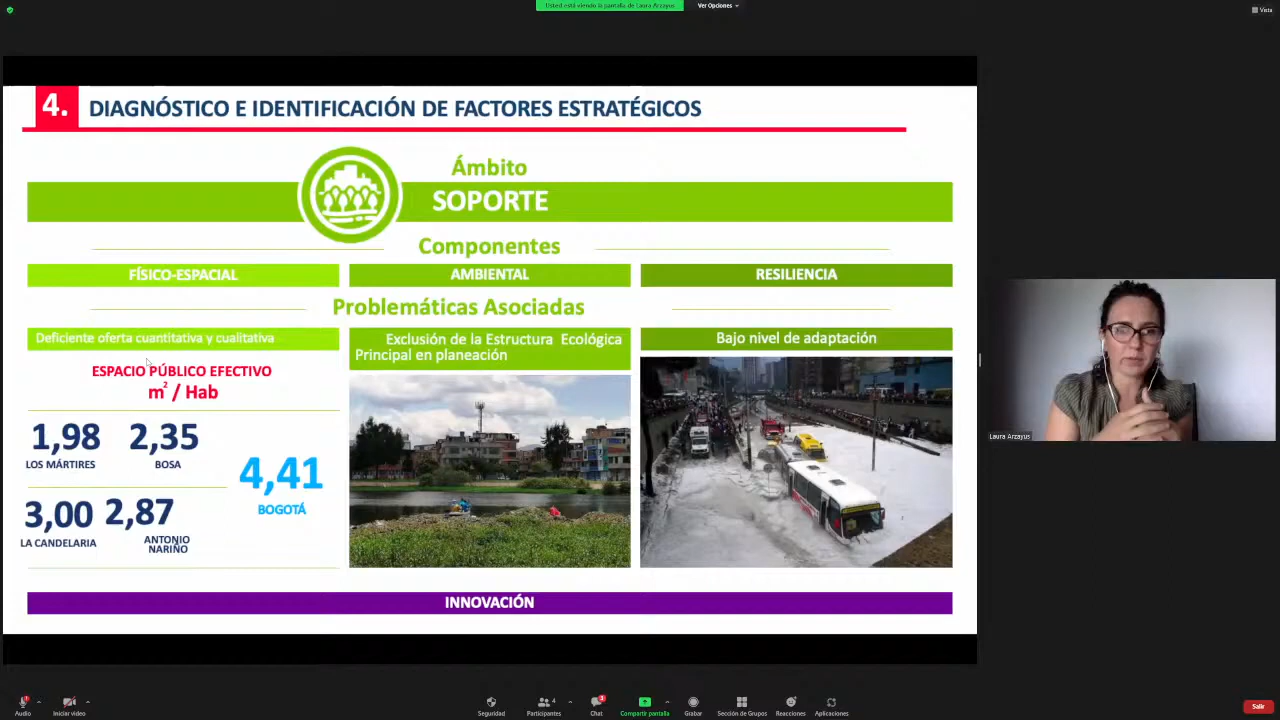 Usted está viendo la pantalla de Laura Arzayus
Ver Opciones
Vista
4.
DIAGNÓSTICO E IDENTIFICACIÓN DE FACTORES ESTRATÉGICOS
Ámbito
SOPORTE
Componentes
FÍSICO-ESPACIAL
AMBIENTAL
RESILIENCIA
Problemáticas Asociadas
Deficiente oferta cuantitativa y cualitativa
Exclusión de la Estructura Ecológica
Principal en planeación
Bajo nivel de adaptación
ESPACIO PÚBLICO EFECTIVO
m² / Hab
1,98
2,35
LOS MÁRTIRES
BOSA
4,41
BOGOTÁ
3,00
2,87
LA CANDELARIA
ANTONIO
NARIÑO
INNOVACIÓN
Laura Arzayus
Audio
Iniciar video
Seguridad
4
Participantes
3
Chat
Compartir pantalla
Grabar
Sección de Grupos
Reacciones
Aplicaciones
Salir